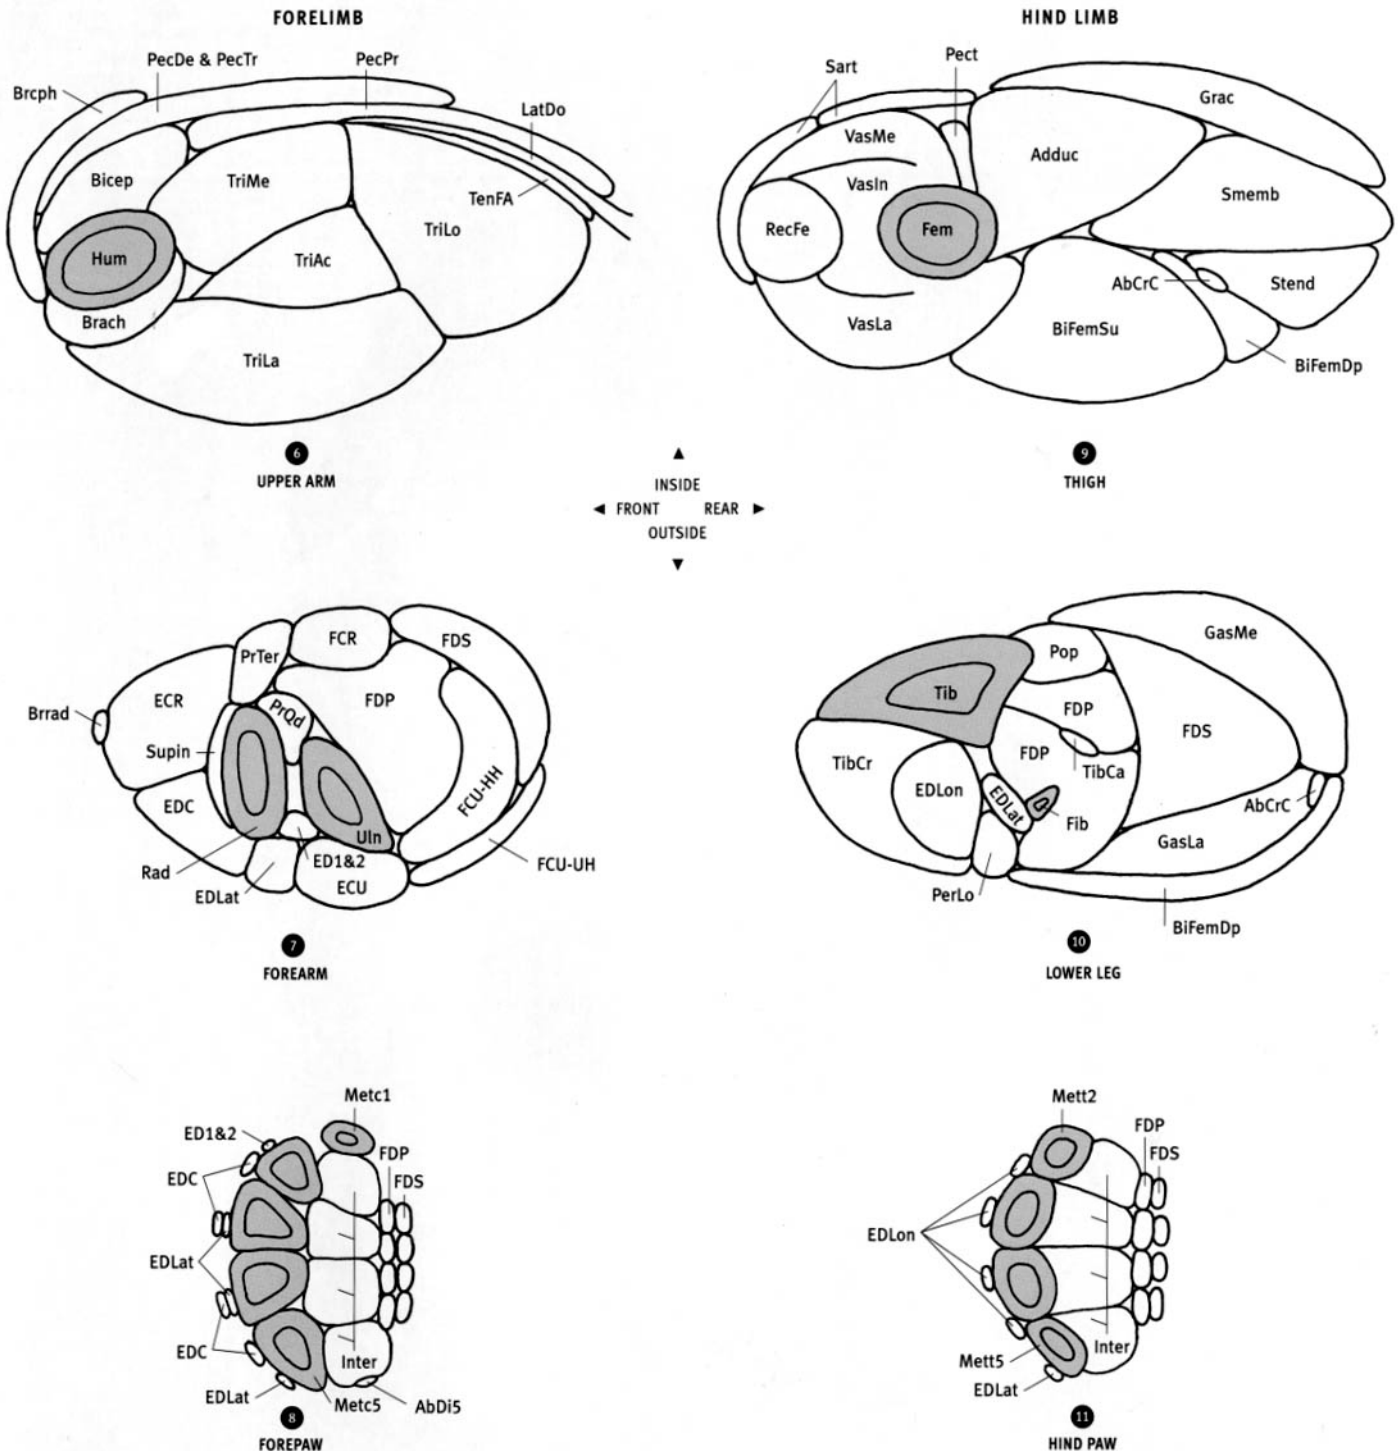 FORELIMB
HIND LIMB
Brcph
PecDe & PecTr
PecPr
LatDo
Bicep
TriMe
TenFA
TriLo
Hum
TriAc
Brach
TriLa
6
UPPER ARM
Sart
Pect
Grac
VasMe
Adduc
VasIn
Smemb
RecFe
Fem
AbCrC
Stend
VasLa
BiFemSu
BiFemDp
9
THIGH
INSIDE
FRONT REAR
OUTSIDE
FCR
FDS
PrTer
ECR
FDP
PrQd
Brrad
Supin
EDC
FCU-HH
Uln
Rad
ED1&2
FCU-UH
EDLat
ECU
7
FOREARM
GasMe
Pop
Tib
FDP
FDS
FDP
TibCr
TibCa
EDLon
EDLat
AbCrC
Fib
GasLa
PerLo
BiFemDp
10
LOWER LEG
Metc1
ED1&2
FDP
EDC
FDS
EDLat
EDC
Inter
EDLat
Metc5
AbDi5
8
FOREPAW
Mett2
FDP
FDS
EDLon
Mett5
Inter
EDLat
11
HIND PAW